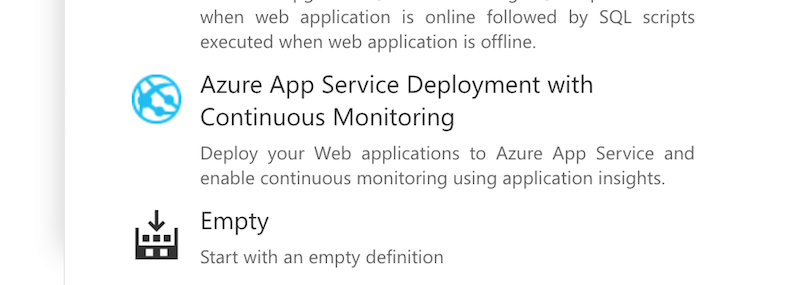 when web application is online followed by SQL scripts
executed when web application is offline.
Azure App Service Deployment with
Continuous Monitoring
Deploy your Web applications to Azure App Service and
enable continuous monitoring using application insights.
Empty
Start with an empty definition